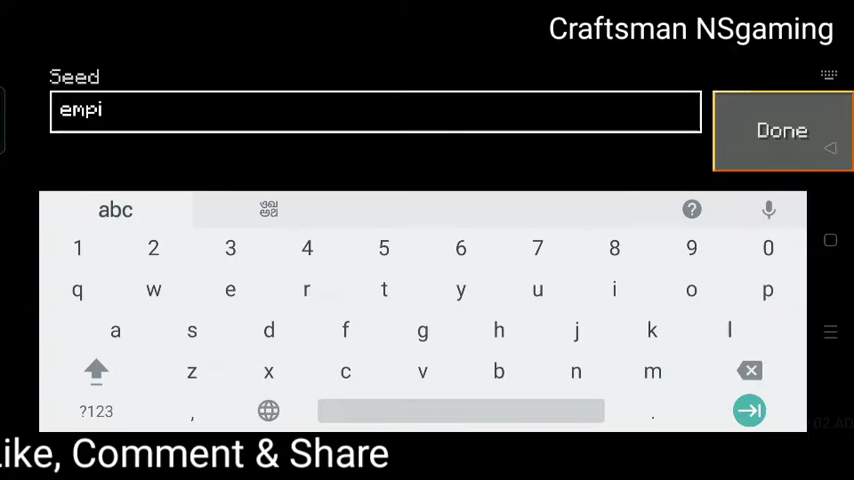 Craftsman NSgaming
Seed
empi
Done
abc
1 2 3 4 5 6 7 8 9 0
q w e r t y u i o p
a s d f g h j k l
z x c v b n m
?123 , .
Like, Comment & Share